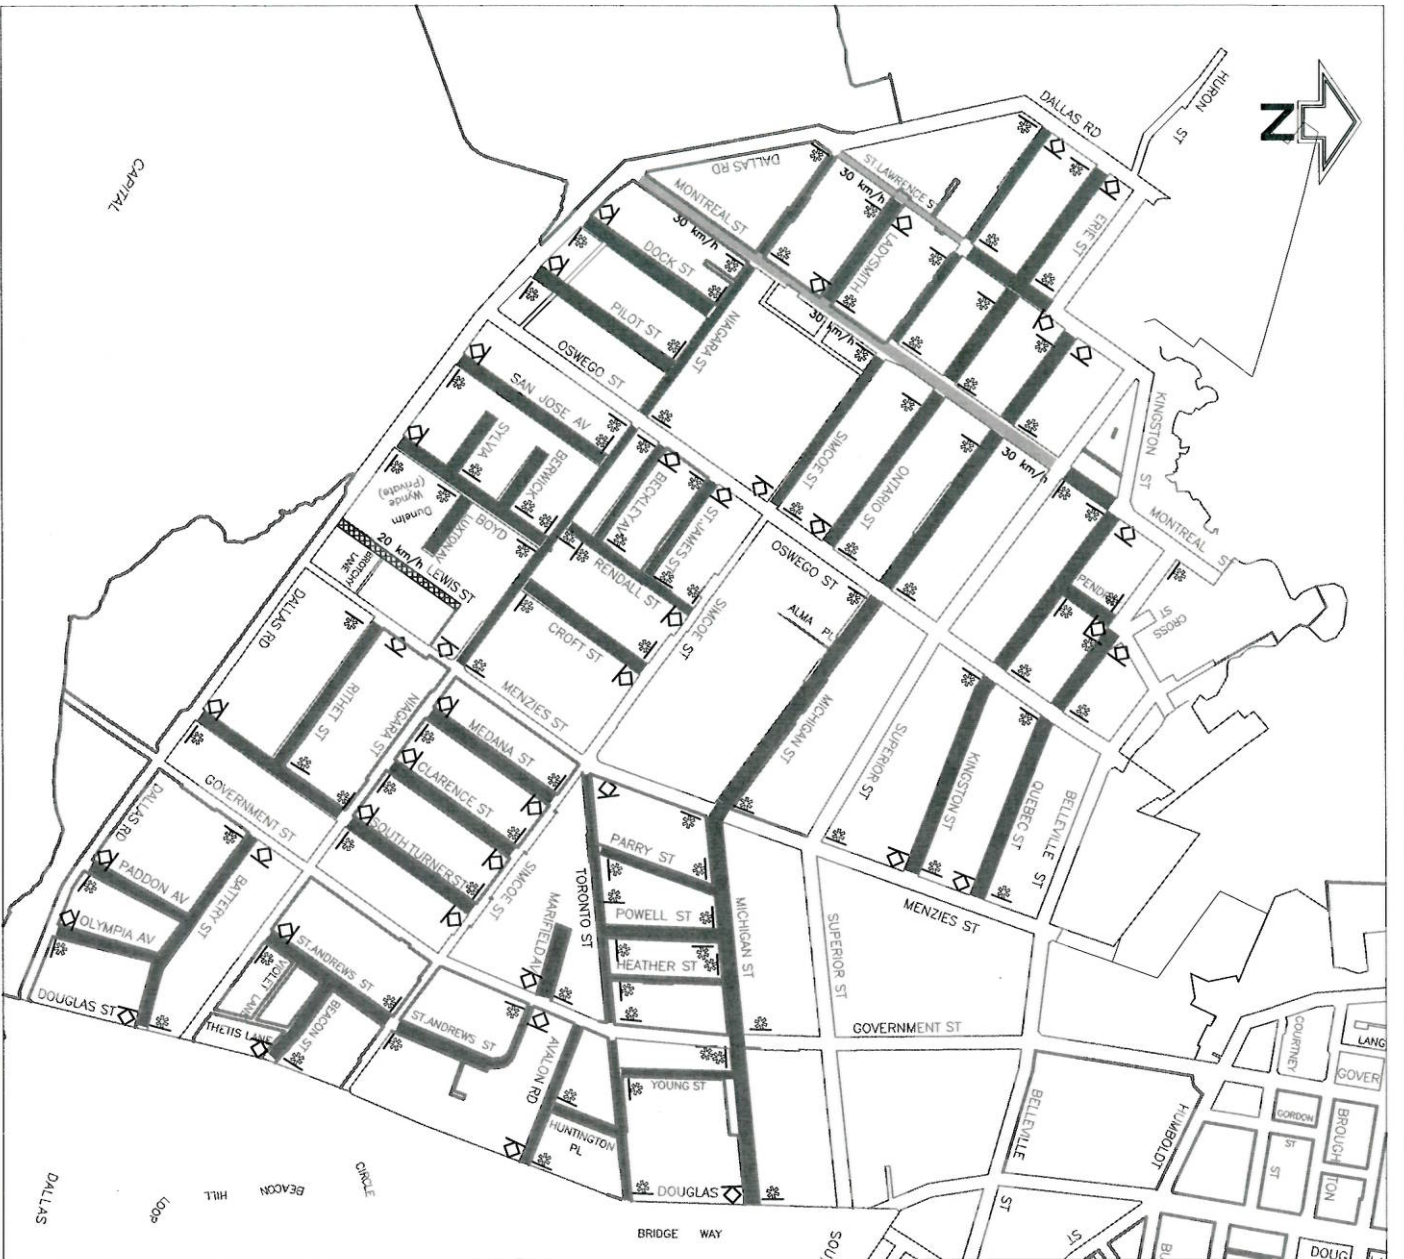 DALLAS RD
HURON
ST
N
CAPITAL
DALLAS RD
ST.LAWRENCE S
30 km/h
MONTREAL ST
30 km/h
ERIE ST
LADYSMITH
DOCK ST
PILOT ST
NIAGARA ST
30 km/h
OSWEGO ST
KINGSTON ST
SAN JOSE AV
SYLVIA
BERWICK
SIMCOE ST
ONTARIO ST
30 km/h
BECKLEY AV
ST.JAMES ST
MONTREAL S
Dunelm
Wynde
(Private)
LUXTON AV
BOYD
20 km/h
LEWIS ST
BROTCHY
LANE
RENDALL ST
OSWEGO ST
ALMA PL
PENDR
CROSS
ST
CROFT ST
SIMCOE ST
DALLAS RD
MENZIES ST
RITHET ST
NIAGARA ST
MEDANA ST
CLARENCE ST
SOUTH TURNER ST
MICHIGAN ST
SUPERIOR ST
KINGSTON ST
QUEBEC ST
BELLEVILLE ST
GOVERNMENT ST
DALLAS RD
PADDON AV
OLYMPIA AV
BATTERY ST
SIMCOE ST
MARIFIELD AV
TORONTO ST
PARRY ST
POWELL ST
HEATHER ST
MICHIGAN ST
SUPERIOR ST
MENZIES ST
ST.ANDREWS ST
VIOLET LANE
BEACON ST
THETIS LANE
DOUGLAS ST
ST.ANDREWS ST
AVALON RD
GOVERNMENT ST
YOUNG ST
HUNTINGTON
PL
DOUGLAS
BELLEVILLE
ST
HUMBOLDT
ST
COURTNEY
LANG
GOVER
GORDON
ST
ST
BROUGH
TON
DOUG
BU
SOU
BRIDGE WAY
DALLAS
LOOP
HILL
BEACON
CIRCLE